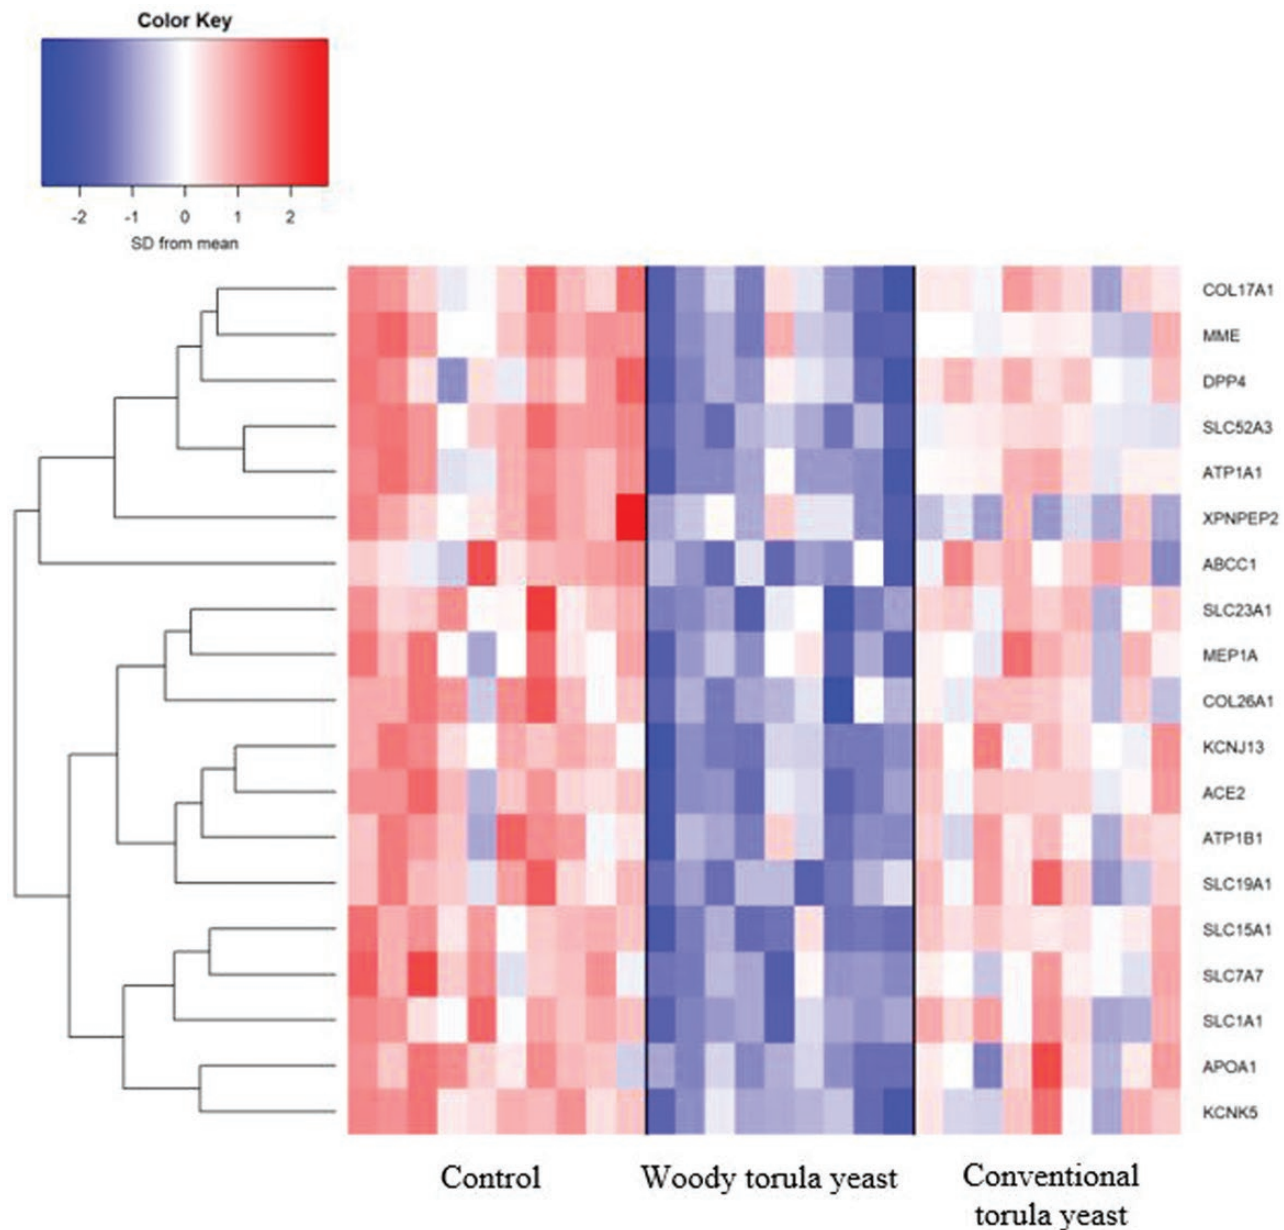 Color Key
-2 -1 0 1 2
SD from mean
COL17A1
MME
DPP4
SLC52A3
ATP1A1
XPNPEP2
ABCC1
SLC23A1
MEP1A
COL26A1
KCNJ13
ACE2
ATP1B1
SLC19A1
SLC15A1
SLC7A7
SLC1A1
APOA1
KCNK5
Control Woody torula yeast Conventional
torula yeast